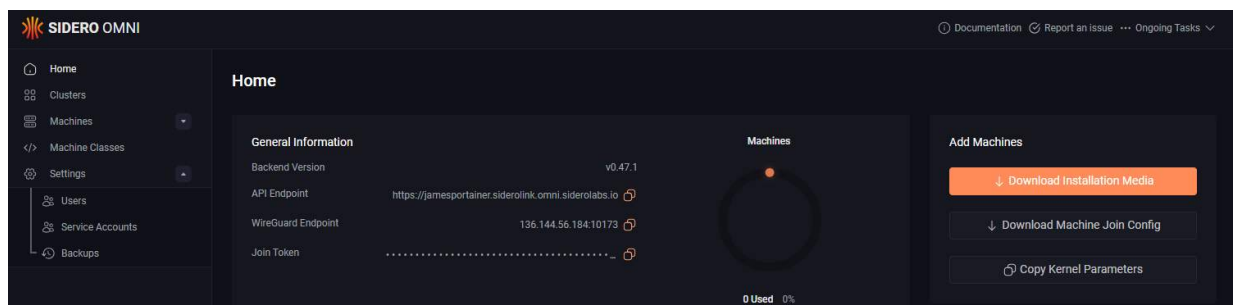 SIDERO OMNI
Documentation Report an issue Ongoing Tasks
Home
Clusters
Machines
Machine Classes
Settings
Users
Service Accounts
Backups
Home
General Information
Backend Version v0.47.1
API Endpoint https://jamesportainer.siderolink.omni.siderolabs.io
WireGuard Endpoint 136.144.56.184:10173
Join Token
Machines
0 Used 0%
Add Machines
Download Installation Media
Download Machine Join Config
Copy Kernel Parameters